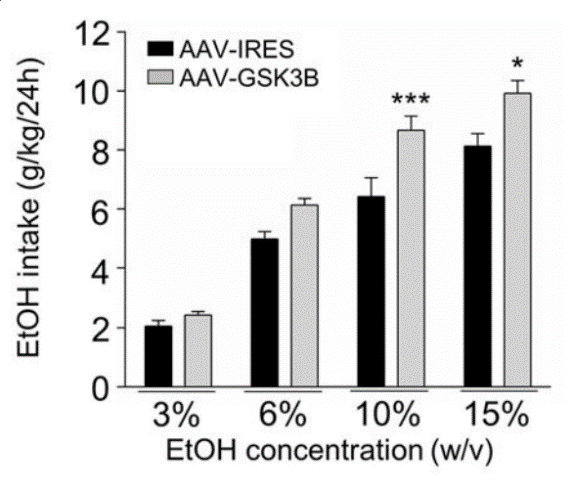 12
10
8
6
4
2
0
EtOH intake (g/kg/24h)
AAV-IRES
AAV-GSK3B
***
*
3% 6% 10% 15%
EtOH concentration (w/v)